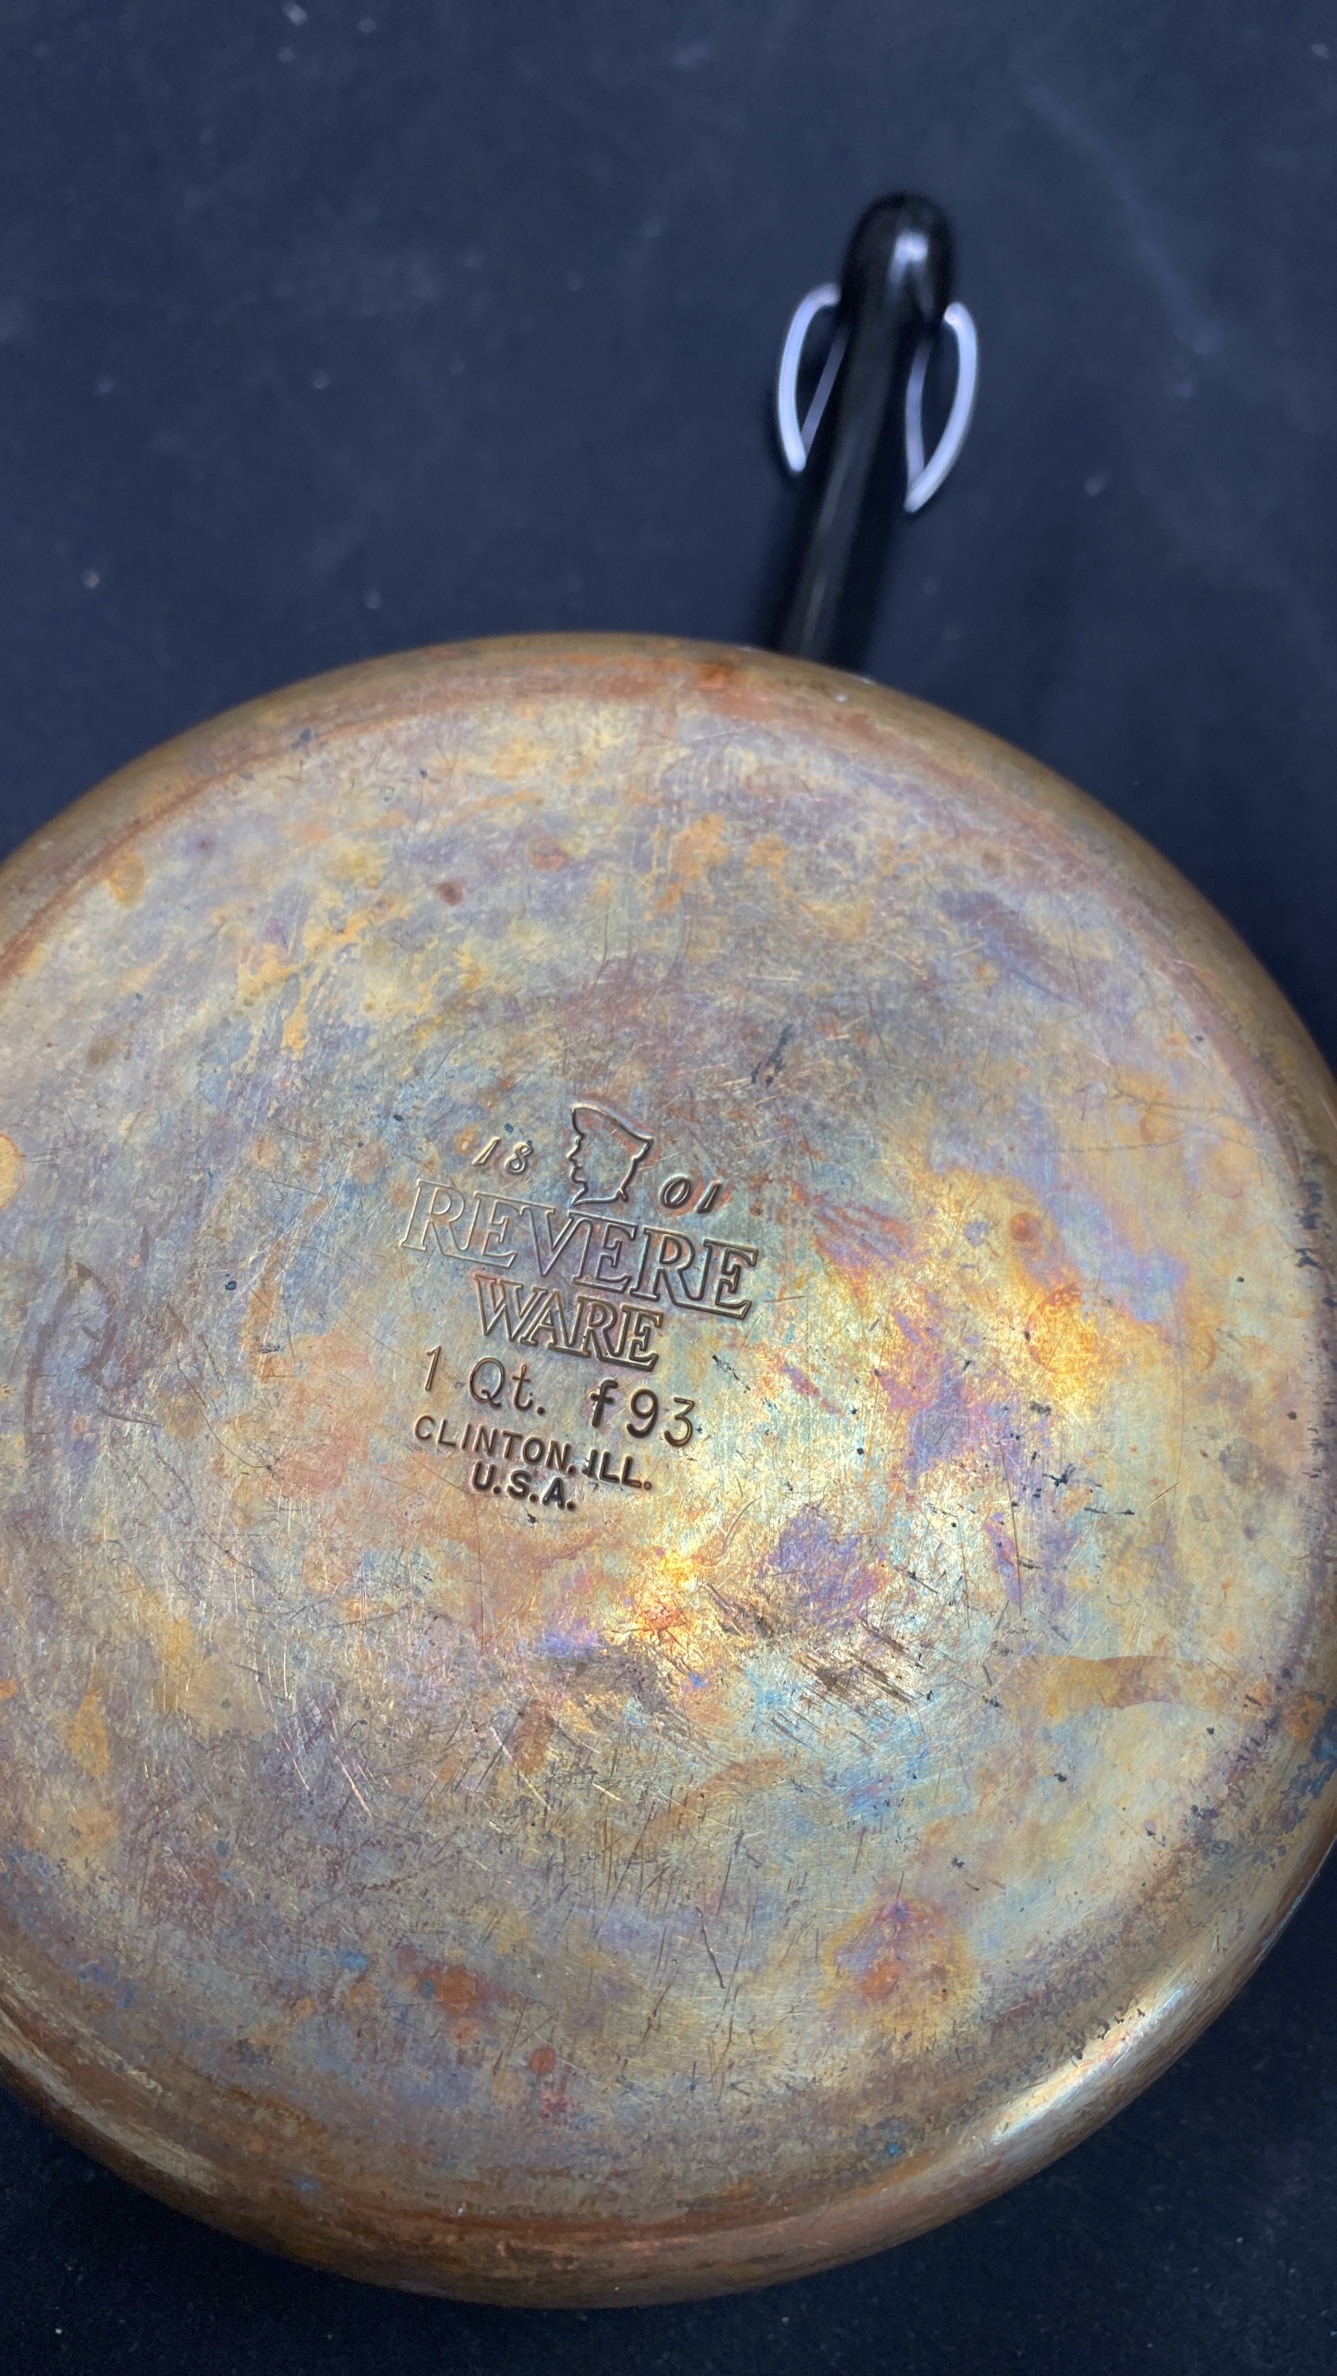 18 01
REVERE
WARE
1 Qt. f93
CLINTON, ILL.
U.S.A.